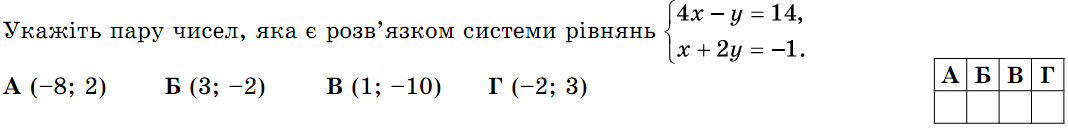 Укажіть пару чисел, яка є розв’язком системи рівнянь {4x − y = 14,
x + 2y = −1.
А (−8; 2) Б (3; −2) В (1; −10) Г (−2; 3)
А Б В Г